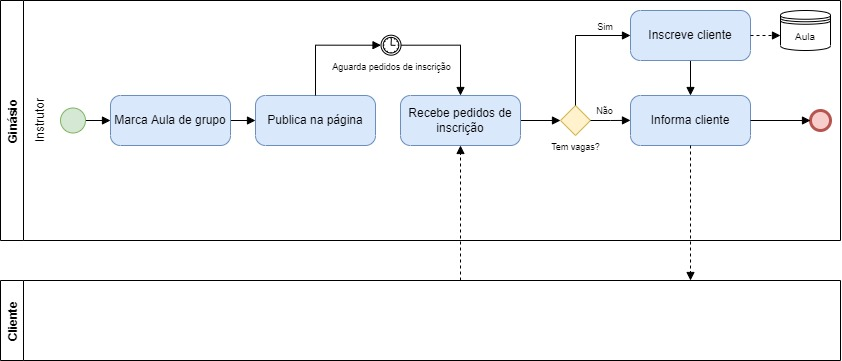 Ginásio
Instrutor
Marca Aula de grupo
Publica na página
Aguarda pedidos de inscrição
Recebe pedidos de
inscrição
Tem vagas?
Sim
Não
Inscreve cliente
Aula
Informa cliente
Cliente